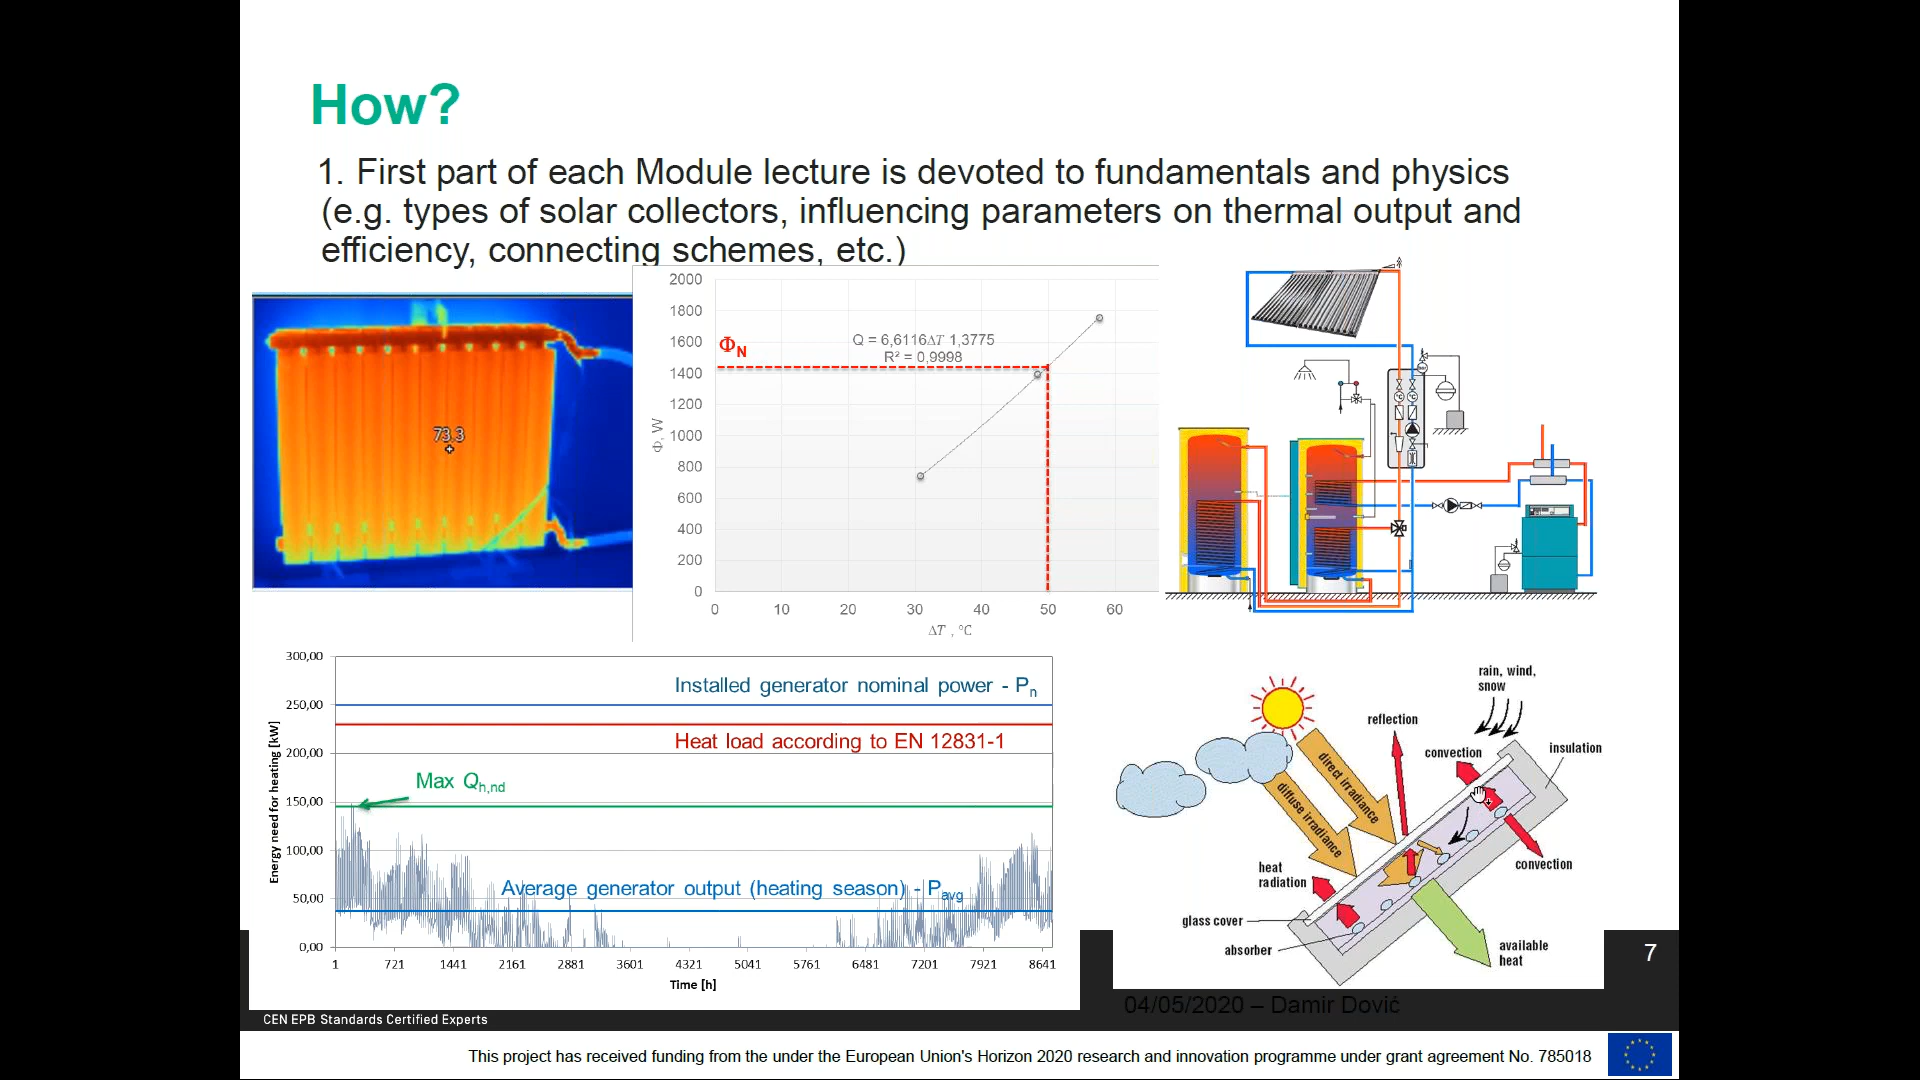 How?
1. First part of each Module lecture is devoted to fundamentals and physics
(e.g. types of solar collectors, influencing parameters on thermal output and
efficiency, connecting schemes, etc.)
73.3
2000
1800
1600
1400
1200
1000
800
600
400
200
0
Φ, W
ΦN
Q = 6,6116ΔT 1,3775
R² = 0,9998
0 10 20 30 40 50 60
ΔT , °C
300,00
250,00
200,00
150,00
100,00
50,00
0,00
Energy need for heating [kW]
Installed generator nominal power - Pn
Heat load according to EN 12831-1
Max Qh,nd
Average generator output (heating season) - Pavg
1 721 1441 2161 2881 3601 4321 5041 5761 6481 7201 7921 8641
Time [h]
rain, wind,
snow
reflection
convection
insulation
direct irradiance
diffuse irradiance
heat
radiation
convection
glass cover
absorber
available
heat
7
04/05/2020 – Damir Dović
CEN EPB Standards Certified Experts
This project has received funding from the under the European Union's Horizon 2020 research and innovation programme under grant agreement No. 785018